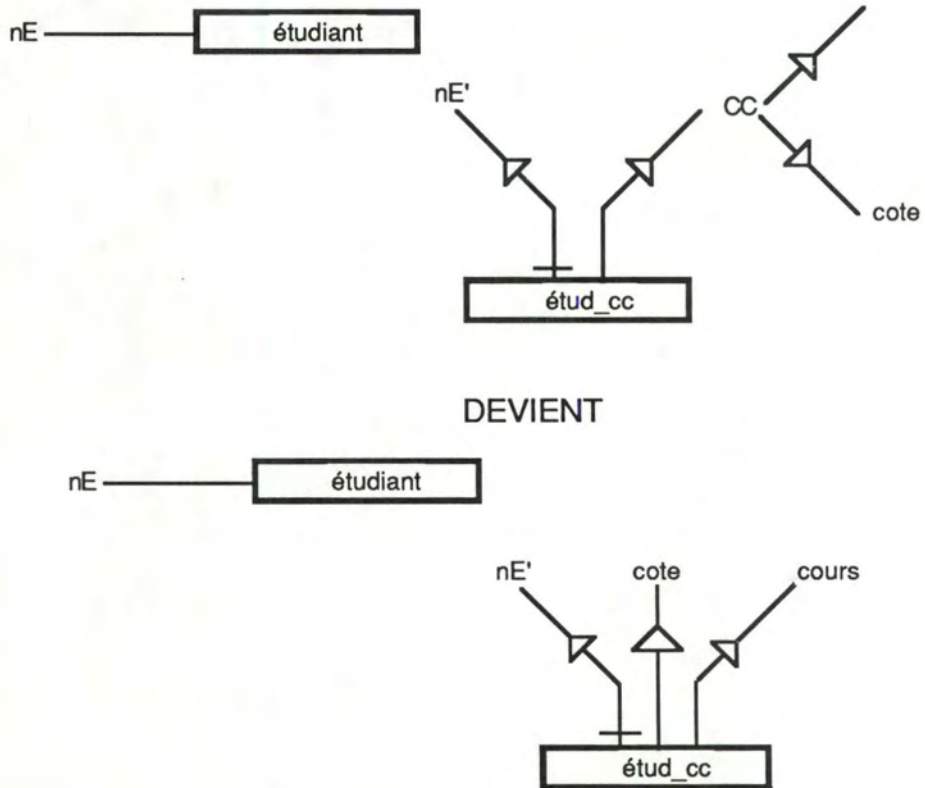 nE étudiant
nE'
CC
cote
étud_cc
DEVIENT
nE étudiant
nE' cote cours
étud_cc